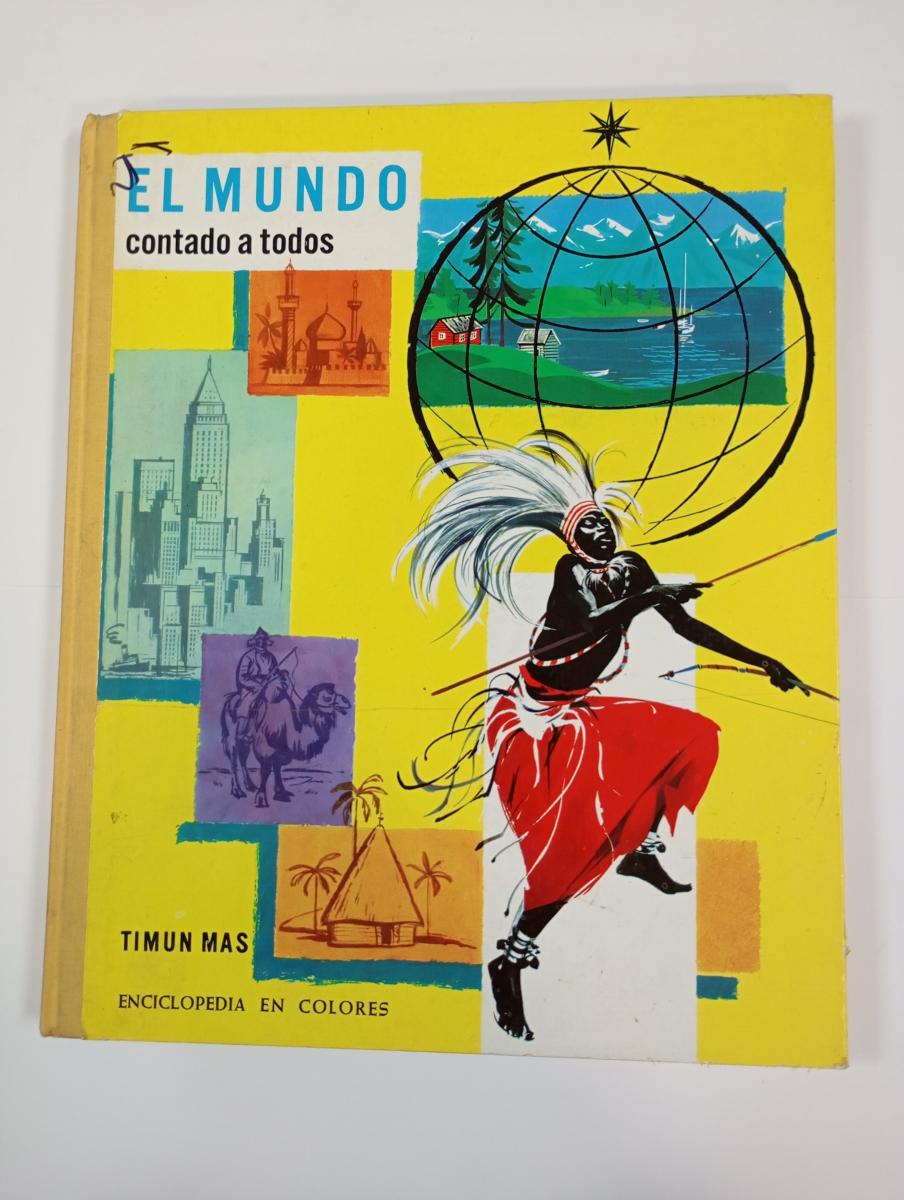 EL MUNDO
contado a todos
TIMUN MAS
ENCICLOPEDIA EN COLORES